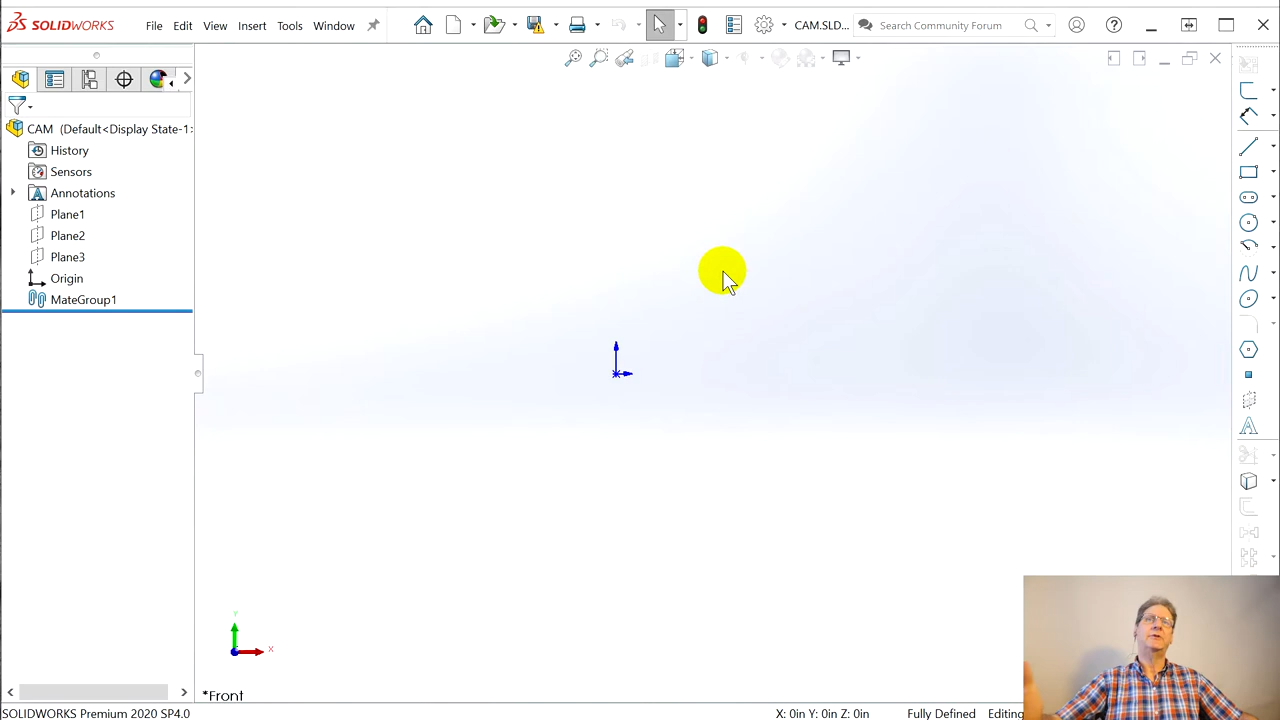 SOLIDWORKS File Edit View Insert Tools Window CAM.SLD... Search Community Forum
CAM (Default<Display State-1>
History
Sensors
Annotations
Plane1
Plane2
Plane3
Origin
MateGroup1
Y
X
*Front
SOLIDWORKS Premium 2020 SP4.0 X: 0in Y: 0in Z: 0in Fully Defined Editing